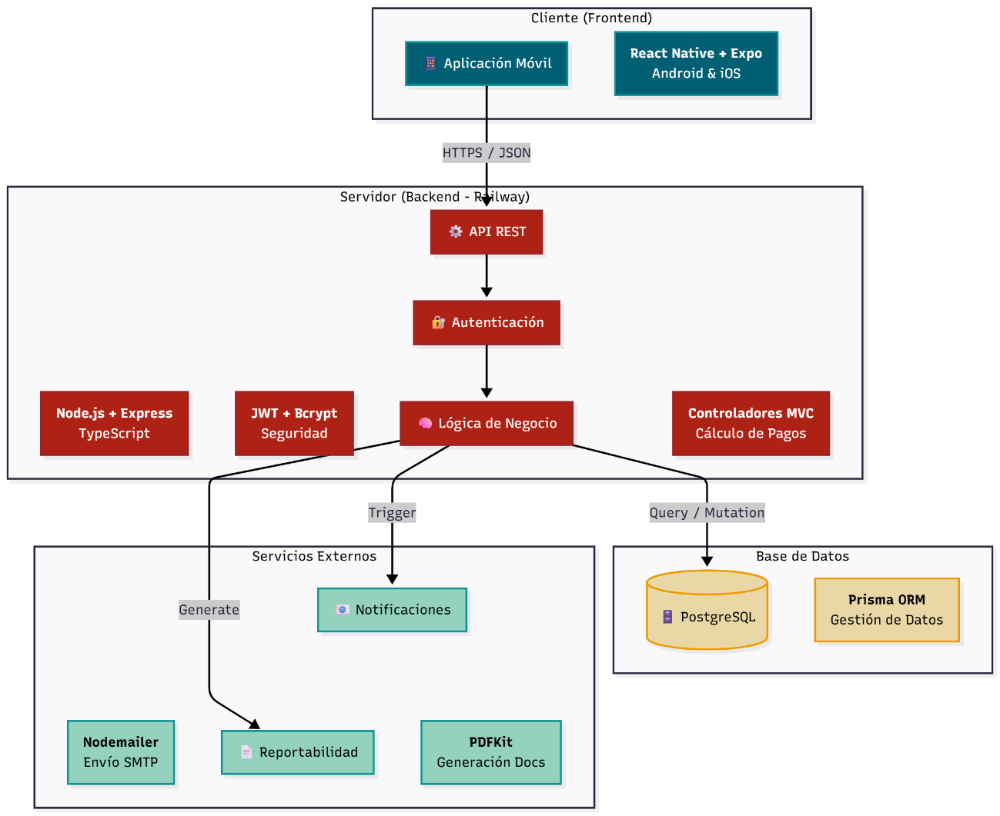 Cliente (Frontend)
Aplicación Móvil
React Native + Expo
Android & iOS
HTTPS / JSON
Servidor (Backend - Railway)
API REST
Autenticación
Node.js + Express
TypeScript
JWT + Bcrypt
Seguridad
Lógica de Negocio
Controladores MVC
Cálculo de Pagos
Trigger
Query / Mutation
Servicios Externos
Base de Datos
Generate
Notificaciones
PostgreSQL
Prisma ORM
Gestión de Datos
Nodemailer
Envío SMTP
Reportabilidad
PDFKit
Generación Docs